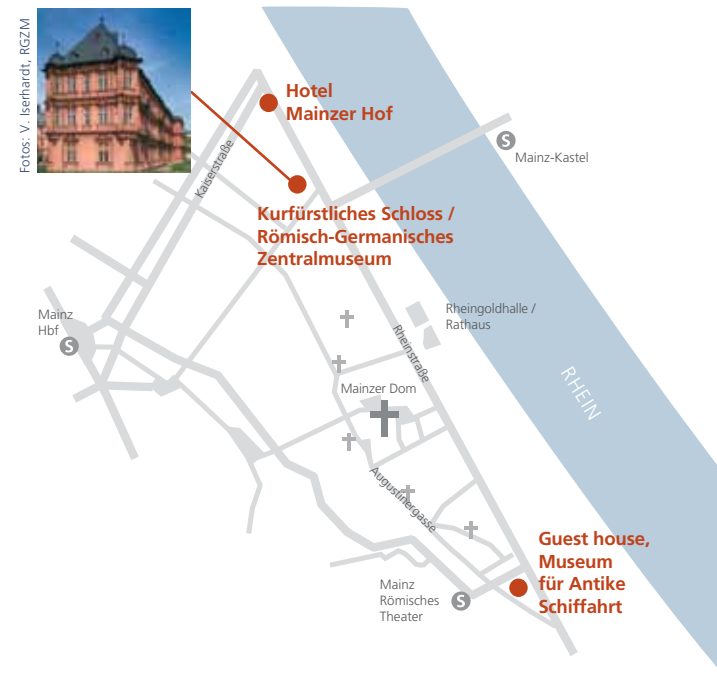 Fotos: V. Iserhardt, RGZM
Hotel
Mainzer Hof
Kaiserstraße
S
Mainz-Kastel
Kurfürstliches Schloss /
Römisch-Germanisches
Zentralmuseum
Mainz
Hbf
S
Rheingoldhalle /
Rathaus
Rheinstraße
RHEIN
Mainzer Dom
Augustinergasse
Guest house,
Museum
für Antike
Schiffahrt
Mainz
Römisches
Theater
S